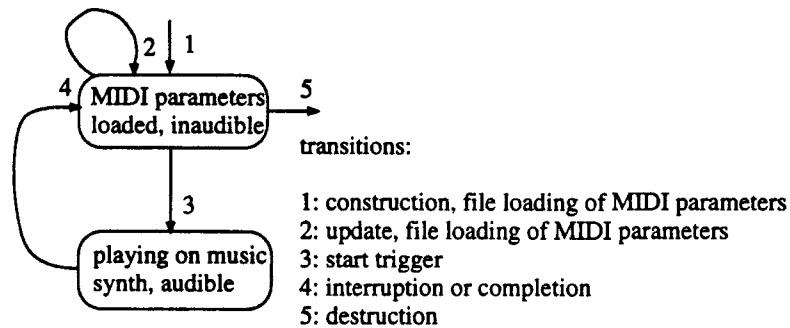 2
1
4
5
MIDI parameters
loaded, inaudible
transitions:
3
1: construction, file loading of MIDI parameters
2: update, file loading of MIDI parameters
playing on music
synth, audible
3: start trigger
4: interruption or completion
5: destruction